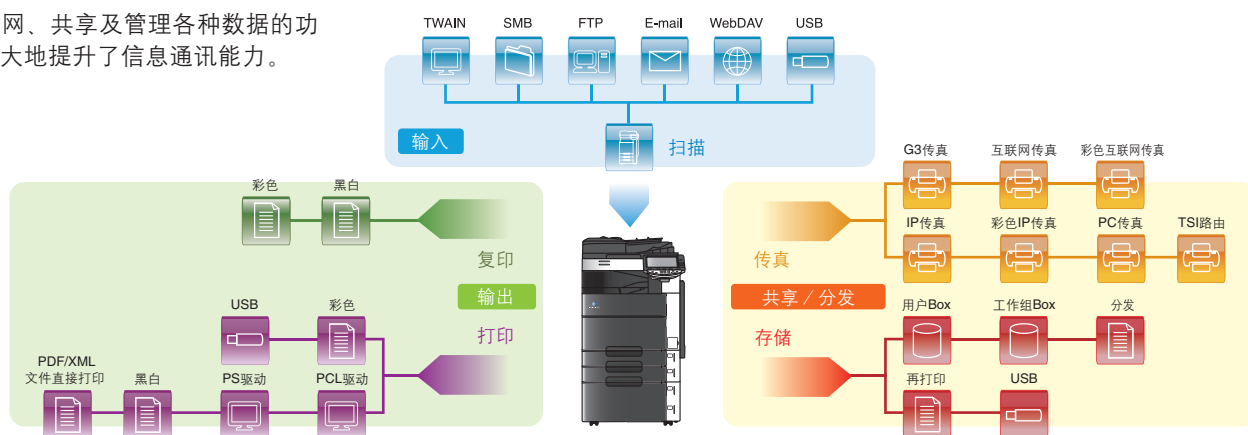 网、共享及管理各种数据的功
大地提升了信息通讯能力。
TWAIN SMB FTP E-mail WebDAV USB
输入
扫描
G3传真 互联网传真 彩色互联网传真
彩色 黑白
IP传真 彩色IP传真 PC传真 TSI路由
复印
传真
输出
共享／分发
USB 彩色
用户Box 工作组Box 分发
打印
存储
PDF/XML
文件直接打印 黑白 PS驱动 PCL驱动
再打印 USB